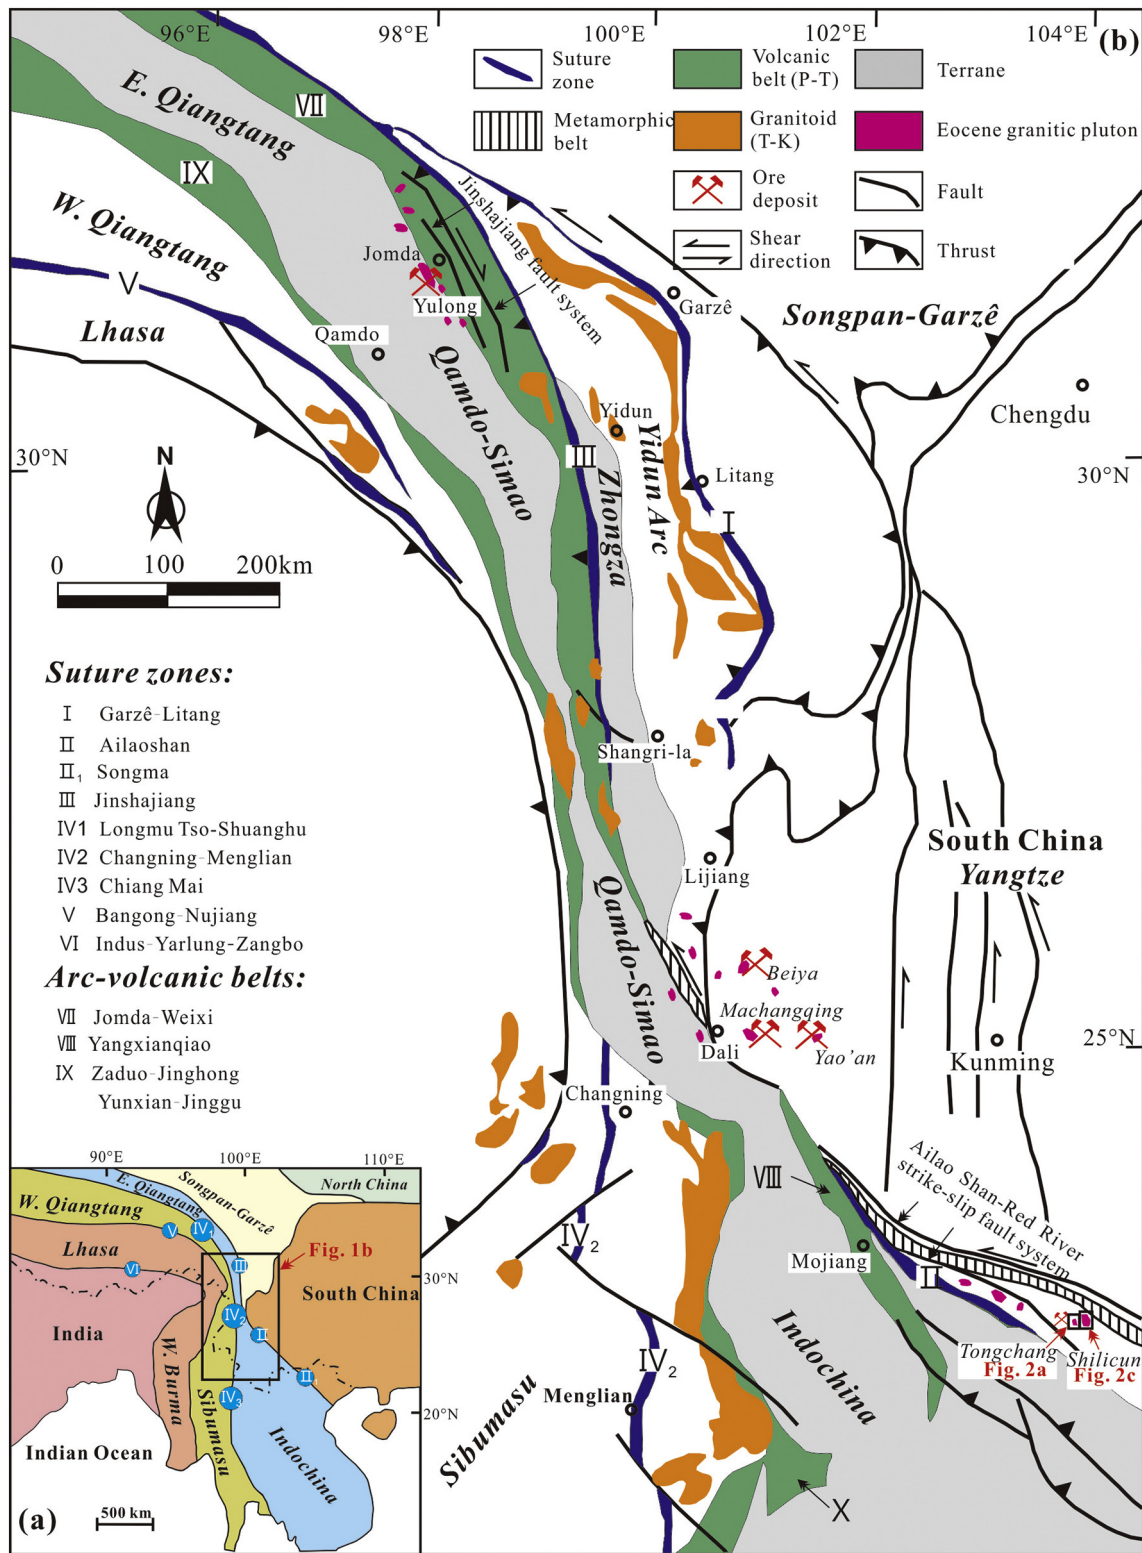 96°E
98°E
100°E
102°E
104°E
(b)
Suture
zone
Volcanic
belt (P-T)
Terrane
Metamorphic
belt
Granitoid
(T-K)
Eocene granitic pluton
Ore
deposit
Fault
Shear
direction
Thrust
E. Qiangtang
Ⅶ
Ⅸ
W. Qiangtang
Ⅴ
Lhasa
Jinshajiang fault system
Jomda
Yulong
Qamdo
Garzê
Songpan-Garzê
Chengdu
Qamdo-Simao
Yidun
Yidun Arc
Ⅲ
Zhongza
Litang
Ⅰ
30°N
30°N
N
0 100 200km
Suture zones:
Ⅰ Garzê-Litang
Ⅱ Ailaoshan
Ⅱ1 Songma
Ⅲ Jinshajiang
Ⅳ1 Longmu Tso-Shuanghu
Ⅳ2 Changning-Menglian
Ⅳ3 Chiang Mai
Ⅴ Bangong-Nujiang
Ⅵ Indus-Yarlung-Zangbo
Arc-volcanic belts:
Ⅶ Jomda-Weixi
Ⅷ Yangxianqiao
Ⅸ Zaduo-Jinghong
Yunxian-Jinggu
Shangri-la
Lijiang
South China
Yangtze
Qamdo-Simao
Beiya
Machangqing
Dali
Yao'an
25°N
Kunming
Changning
Ⅷ
Ailao Shan-Red River
strike-slip fault system
Mojiang
Ⅱ
Ⅳ2
Ⅳ2
Tongchang
Fig. 2a
Shilicun
Fig. 2c
Indochina
Menglian
Sibumasu
Ⅹ
90°E
100°E
110°E
E. Qiangtang
Songpan-Garzê
North China
W. Qiangtang
Ⅴ
Ⅳ1
Lhasa
Ⅵ
Ⅲ
Fig. 1b
30°N
South China
Ⅳ2
Ⅱ
India
W. Burma
Ⅱ1
Ⅳ3
Sibumasu
20°N
Indochina
Indian Ocean
(a)
500 km